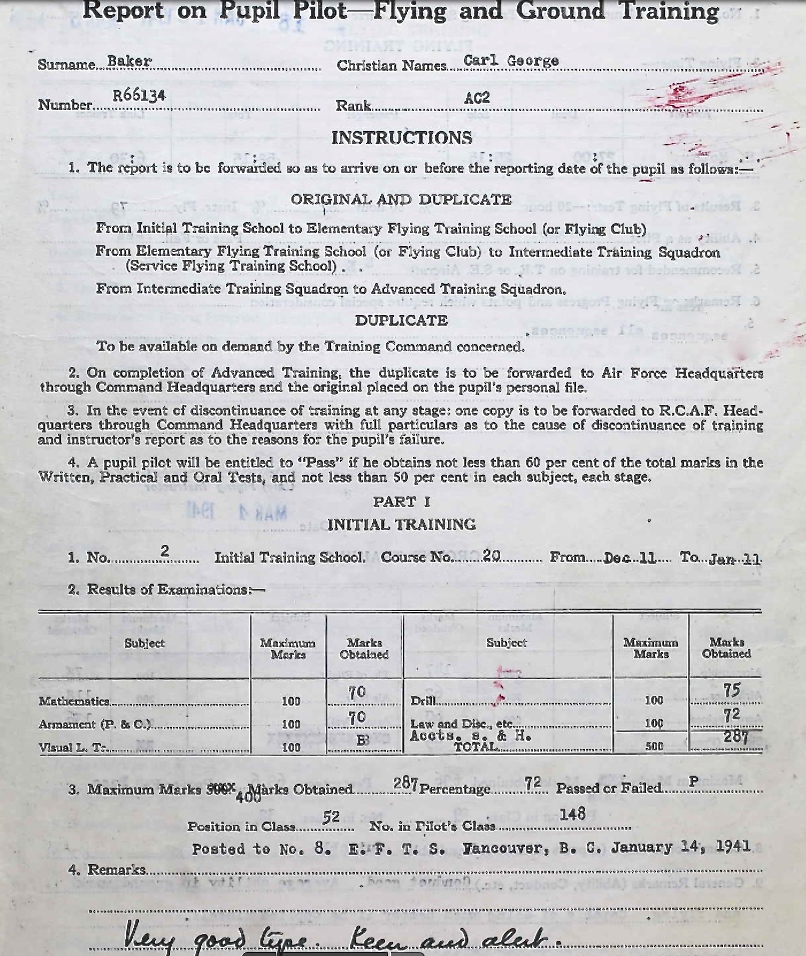 Report on Pupil Pilot—Flying and Ground Training
Surname Baker Christian Names Carl George
Number R66134 Rank AC2
INSTRUCTIONS
1. The report is to be forwarded so as to arrive on or before the reporting date of the pupil as follows:—
ORIGINAL AND DUPLICATE
From Initial Training School to Elementary Flying Training School (or Flying Club)
From Elementary Flying Training School (or Flying Club) to Intermediate Training Squadron
(Service Flying Training School).
From Intermediate Training Squadron to Advanced Training Squadron.
DUPLICATE
To be available on demand by the Training Command concerned.
2. On completion of Advanced Training, the duplicate is to be forwarded to Air Force Headquarters
through Command Headquarters and the original placed on the pupil's personal file.
3. In the event of discontinuance of training at any stage: one copy is to be forwarded to R.C.A.F. Head-
quarters through Command Headquarters with full particulars as to the cause of discontinuance of training
and instructor's report as to the reasons for the pupil's failure.
4. A pupil pilot will be entitled to "Pass" if he obtains not less than 60 per cent of the total marks in the
Written, Practical and Oral Tests, and not less than 50 per cent in each subject, each stage.
PART I
INITIAL TRAINING
1. No. 2 Initial Training School. Course No. 20 From Dec. 11 To Jan. 11
2. Results of Examinations:—
Subject Maximum Marks Marks Obtained Subject Maximum Marks Marks Obtained
Mathematics 100 70 Drill 100 75
Armament (P. & C.) 100 70 Law and Disc., etc. 100 72
Visual L. T. 100 B Accts. s. & H. TOTAL 500 287
3. Maximum Marks 400 Marks Obtained 287 Percentage 72 Passed or Failed P
Position in Class 52 No. in Pilot's Class 148
Posted to No. 8. E. F. T. S. Vancouver, B. C. January 14, 1941
4. Remarks
Very good type. Keen and alert.